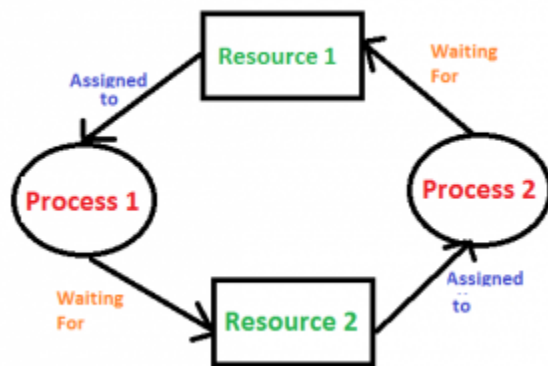 Resource 1
Waiting
For
Assigned
to
Process 1
Process 2
Waiting
For
Resource 2
Assigned
to